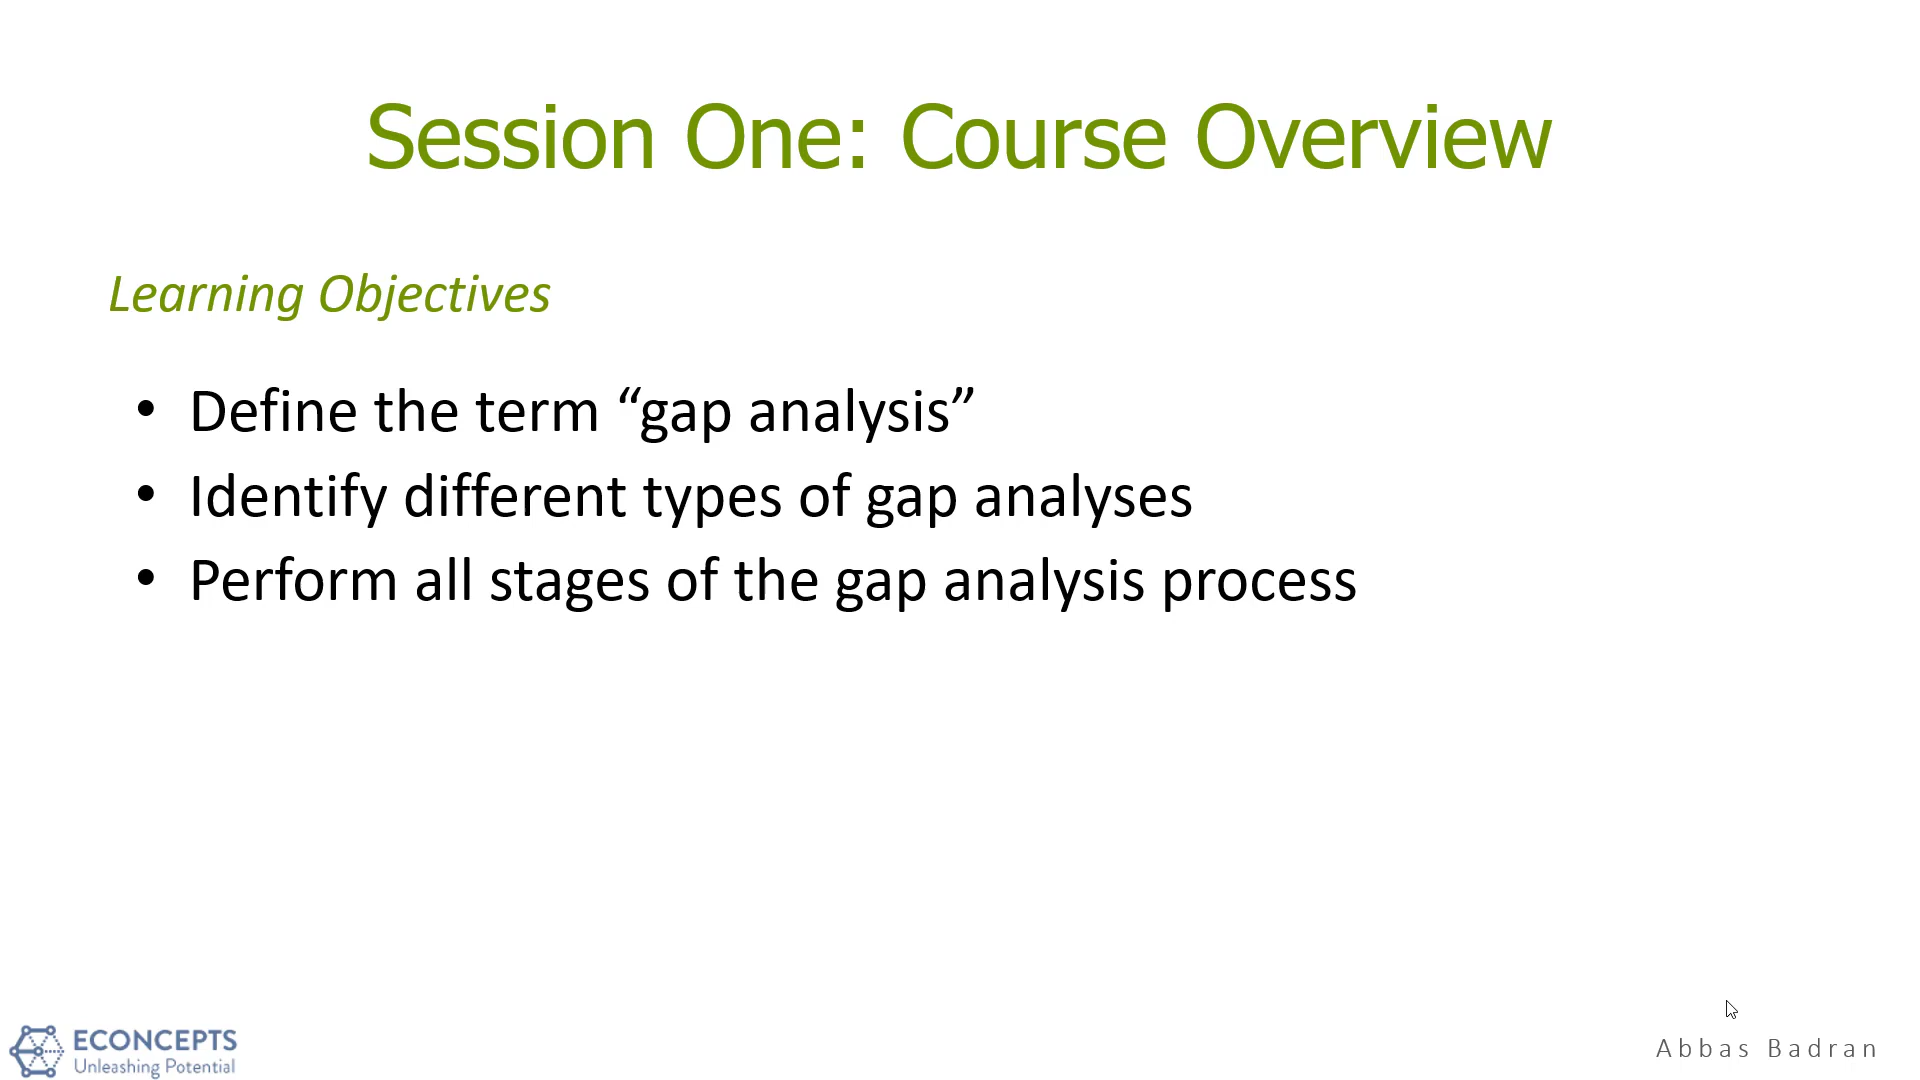 Session One: Course Overview
Learning Objectives
• Define the term “gap analysis”
• Identify different types of gap analyses
• Perform all stages of the gap analysis process
ECONCEPTS
Unleashing Potential
Abbas Badran